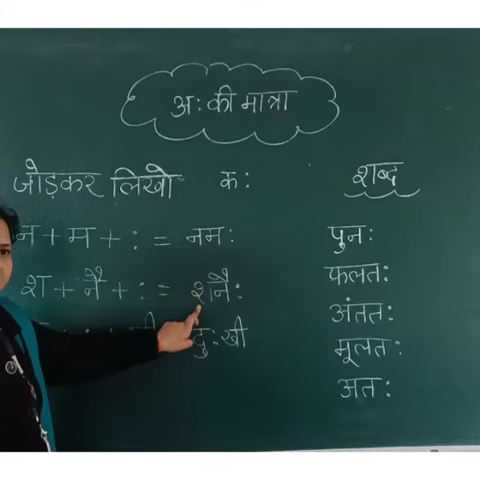 अः की मात्रा
जोड़कर लिखो कः
न + म + : = नमः
श + नै + : = शनैः
दुःखी
शब्द
पुनः
फलतः
अंततः
मूलतः
अतः